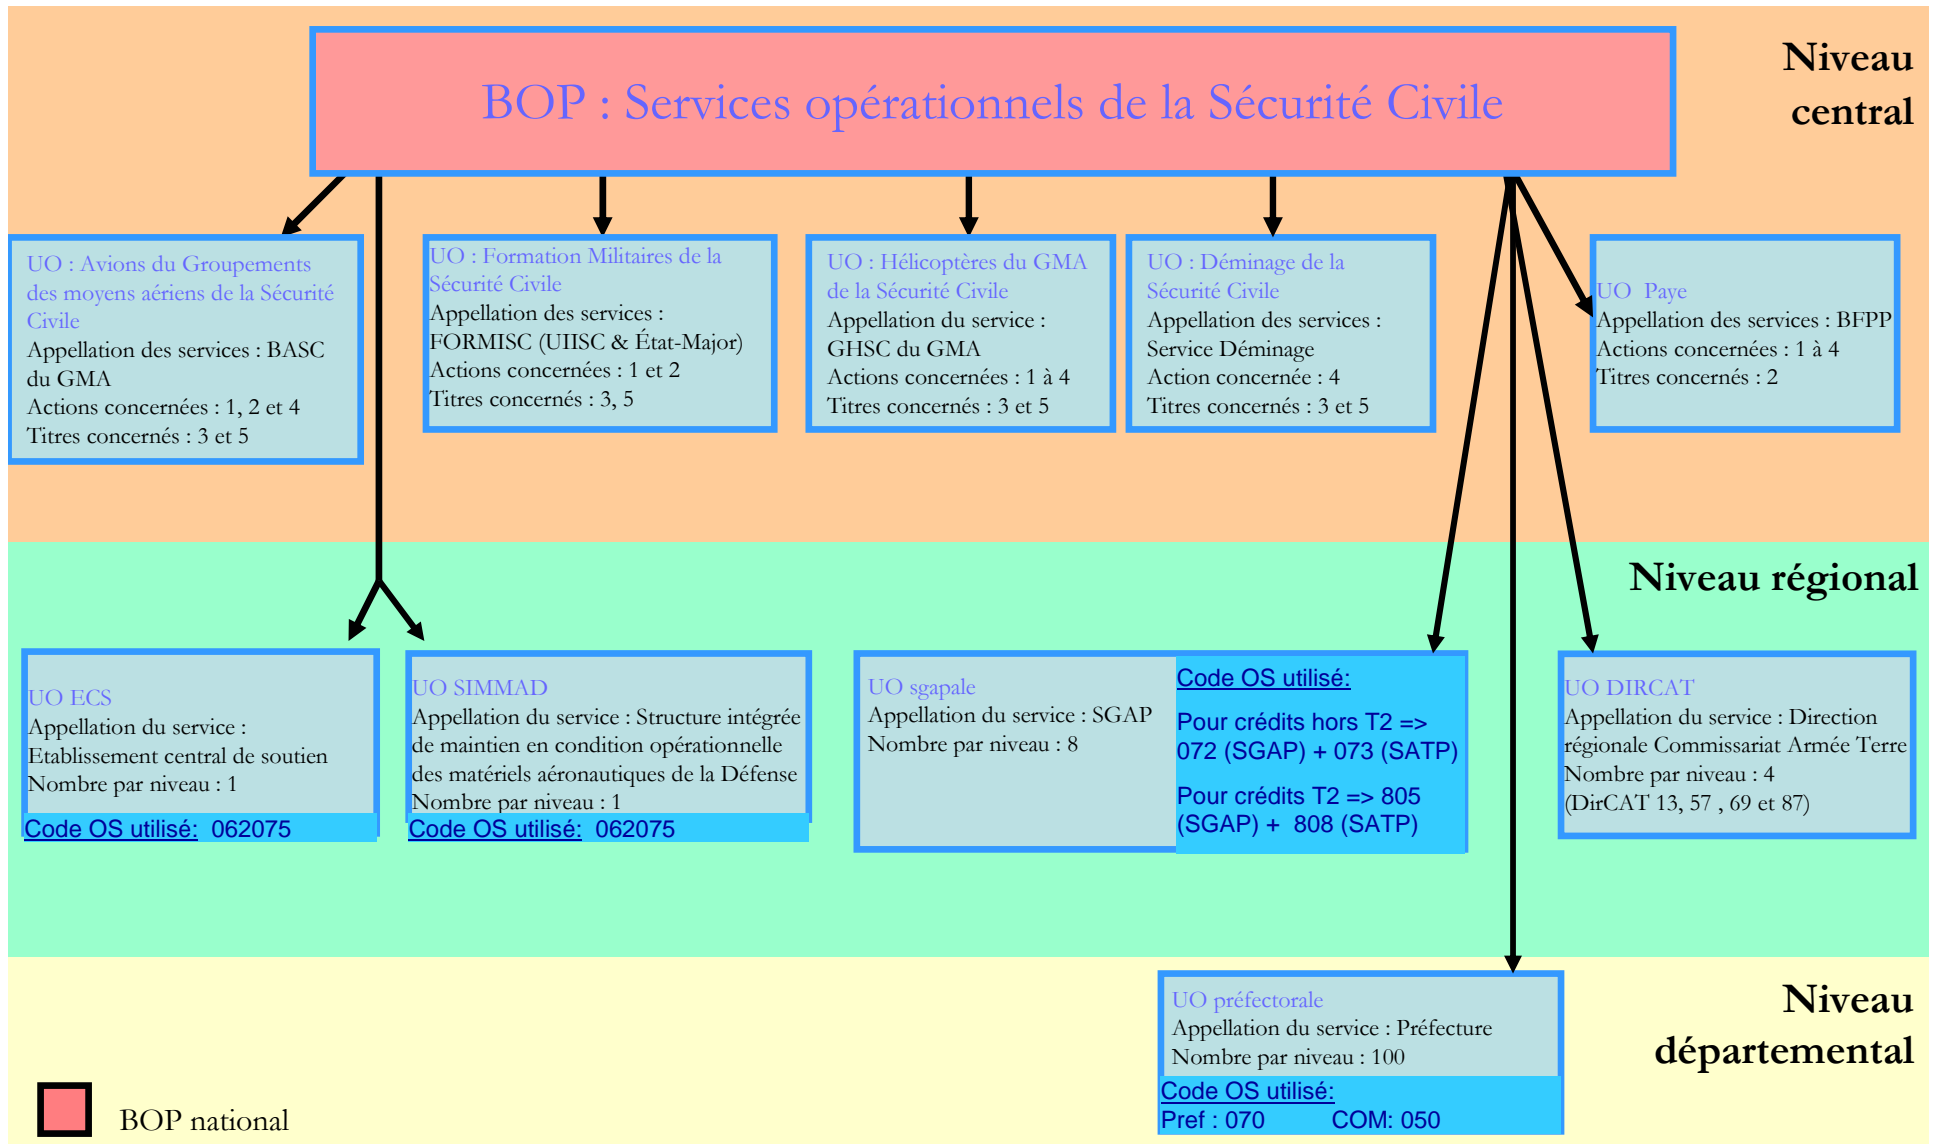 Niveau
central
BOP : Services opérationnels de la Sécurité Civile
UO : Avions du Groupements
des moyens aériens de la Sécurité
Civile
Appellation des services : BASC
du GMA
Actions concernées : 1, 2 et 4
Titres concernés : 3 et 5
UO : Formation Militaires de la
Sécurité Civile
Appellation des services :
FORMISC (UIISC & État-Major)
Actions concernées : 1 et 2
Titres concernés : 3, 5
UO : Hélicoptères du GMA
de la Sécurité Civile
Appellation du service :
GHSC du GMA
Actions concernées : 1 à 4
Titres concernés : 3 et 5
UO : Déminage de la
Sécurité Civile
Appellation des services :
Service Déminage
Action concernée : 4
Titres concernés : 3 et 5
UO  Paye
Appellation des services : BFPP
Actions concernées : 1 à 4
Titres concernés : 2
Niveau régional
UO ECS
Appellation du service :
Etablissement central de soutien
Nombre par niveau : 1
Code OS utilisé:  062075
UO SIMMAD
Appellation du service : Structure intégrée
de maintien en condition opérationnelle
des matériels aéronautiques de la Défense
Nombre par niveau : 1
Code OS utilisé:  062075
UO sgapale
Appellation du service : SGAP
Nombre par niveau : 8
Code OS utilisé:
Pour crédits hors T2 =>
072 (SGAP) + 073 (SATP)
Pour crédits T2 => 805
(SGAP) +  808 (SATP)
UO DIRCAT
Appellation du service : Direction
régionale Commissariat Armée Terre
Nombre par niveau : 4
(DirCAT 13, 57 , 69 et 87)
Niveau
départemental
UO préfectorale
Appellation du service : Préfecture
Nombre par niveau : 100
Code OS utilisé:
Pref : 070 COM: 050
BOP national